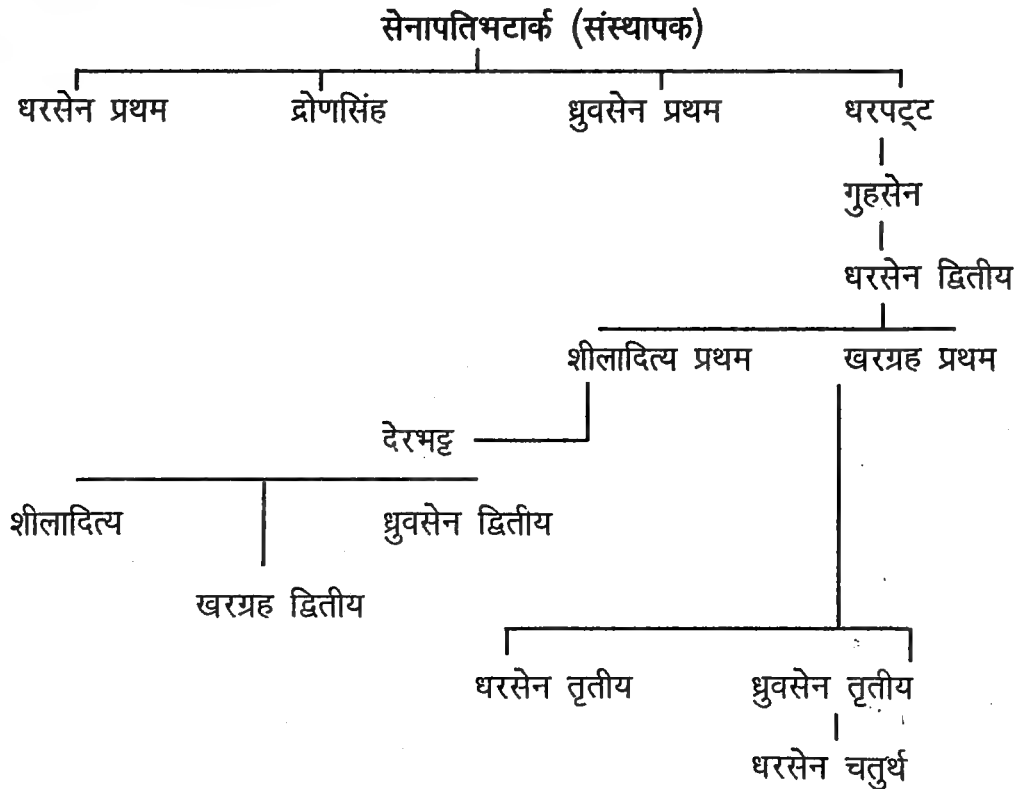 सेनापतिभटार्क (संस्थापक)
धरसेन प्रथम द्रोणसिंह ध्रुवसेन प्रथम धरपट्ट
गुहसेन
धरसेन द्वितीय
शीलादित्य प्रथम खरग्रह प्रथम
देरभट्ट
शीलादित्य ध्रुवसेन द्वितीय
खरग्रह द्वितीय
धरसेन तृतीय ध्रुवसेन तृतीय
धरसेन चतुर्थ